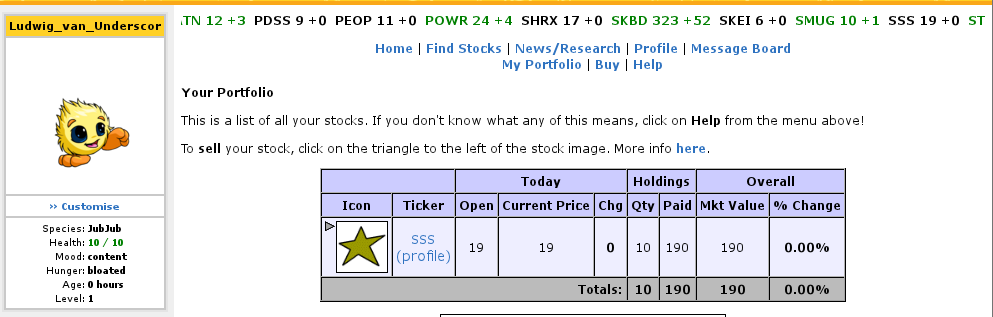 Ludwig_van_Underscor
TN 12 +3 PDSS 9 +0 PEOP 11 +0 POWR 24 +4 SHRX 17 +0 SKBD 323 +52 SKEI 6 +0 SMUG 10 +1 SSS 19 +0 ST
Home | Find Stocks | News/Research | Profile | Message Board
My Portfolio | Buy | Help
Your Portfolio
This is a list of all your stocks. If you don't know what any of this means, click on Help from the menu above!
To sell your stock, click on the triangle to the left of the stock image. More info here.
Today Holdings Overall
Icon Ticker Open Current Price Chg Qty Paid Mkt Value % Change
SSS
(profile)
19 19 0 10 190 190 0.00%
Totals: 10 190 190 0.00%
» Customise
Species: JubJub
Health: 10 / 10
Mood: content
Hunger: bloated
Age: 0 hours
Level: 1